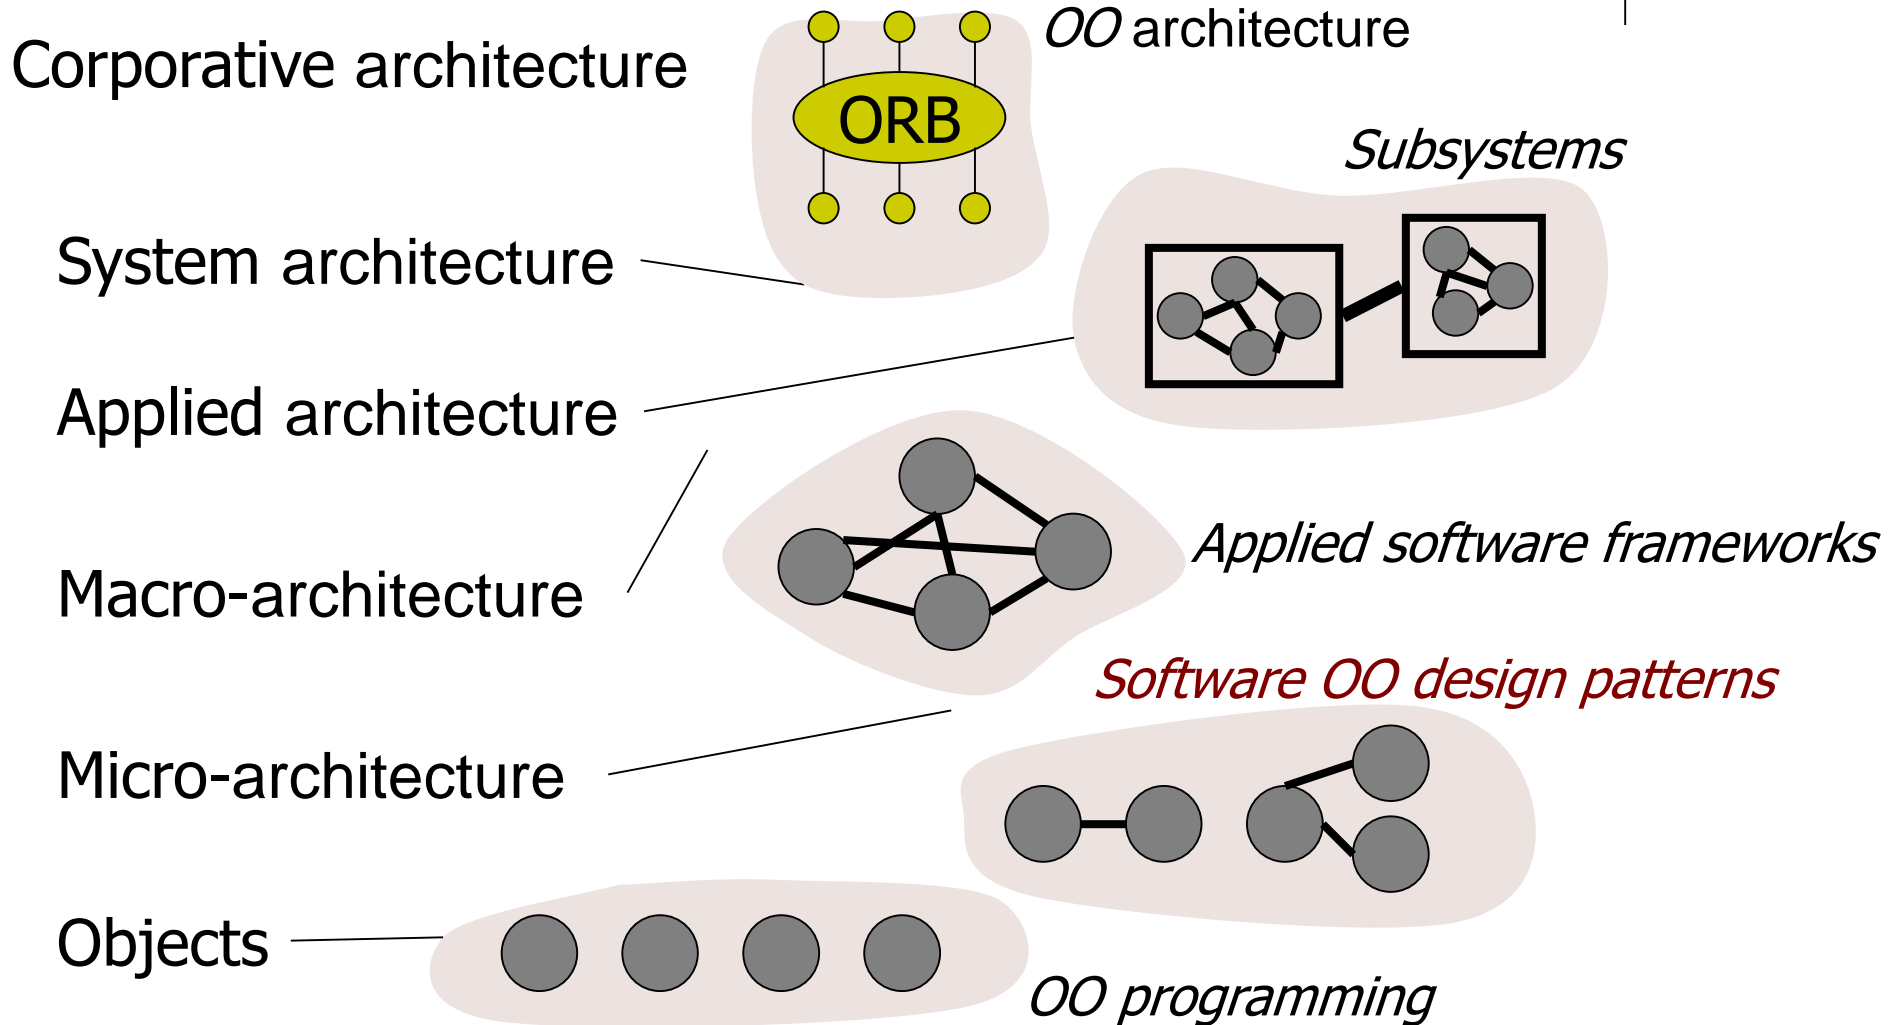 OO architecture
Corporative architecture
ORB
Subsystems
System architecture
Applied architecture
Applied software frameworks
Macro-architecture
Software OO design patterns
Micro-architecture
Objects
OO programming